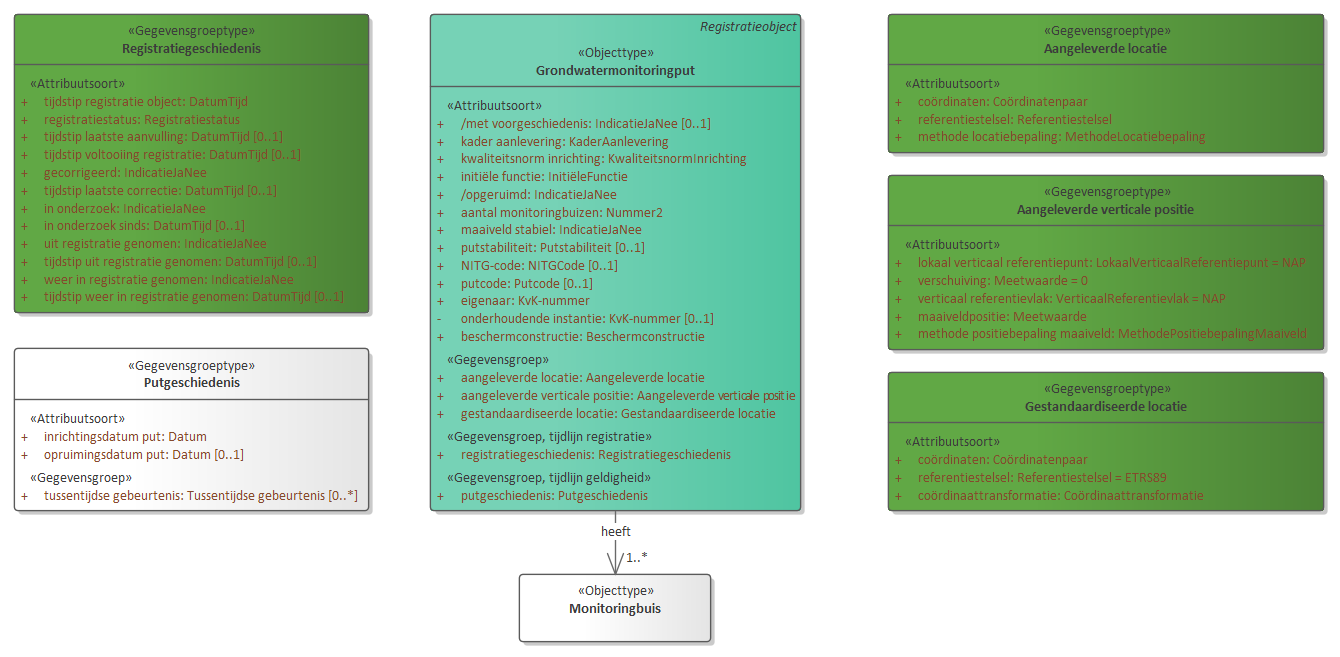 «Gegevensgroeptype»
Registratiegeschiedenis
«Attribuutsoort»
+ tijdstip registratie object: DatumTijd
+ registratiestatus: Registratiestatus
+ tijdstip laatste aanvulling: DatumTijd [0..1]
+ tijdstip voltooiing registratie: DatumTijd [0..1]
+ gecorrigeerd: IndicatieJaNee
+ tijdstip laatste correctie: DatumTijd [0..1]
+ in onderzoek: IndicatieJaNee
+ in onderzoek sinds: DatumTijd [0..1]
+ uit registratie genomen: IndicatieJaNee
+ tijdstip uit registratie genomen: DatumTijd [0..1]
+ weer in registratie genomen: IndicatieJaNee
+ tijdstip weer in registratie genomen: DatumTijd [0..1]
«Gegevensgroeptype»
Putgeschiedenis
«Attribuutsoort»
+ inrichtingsdatum put: Datum
+ opruimingsdatum put: Datum [0..1]
«Gegevensgroep»
+ tussentijdse gebeurtenis: Tussentijdse gebeurtenis [0..*]
Registratieobject
«Objecttype»
Grondwatermonitoringput
«Attribuutsoort»
+ /met voorgeschiedenis: IndicatieJaNee [0..1]
+ kader aanlevering: KaderAanlevering
+ kwaliteitsnorm inrichting: KwaliteitsnormInrichting
+ initiële functie: InitiëleFunctie
+ /opgeruimd: IndicatieJaNee
+ aantal monitoringbuizen: Nummer2
+ maaiveld stabiel: IndicatieJaNee
+ putstabiliteit: Putstabiliteit [0..1]
+ NITG-code: NITGCode [0..1]
+ putcode: Putcode [0..1]
+ eigenaar: KvK-nummer
- onderhoudende instantie: KvK-nummer [0..1]
+ beschermconstructie: Beschermconstructie
«Gegevensgroep»
+ aangeleverde locatie: Aangeleverde locatie
+ aangeleverde verticale positie: Aangeleverde verticale positie
+ gestandaardiseerde locatie: Gestandaardiseerde locatie
«Gegevensgroep, tijdlijn registratie»
+ registratiegeschiedenis: Registratiegeschiedenis
«Gegevensgroep, tijdlijn geldigheid»
+ putgeschiedenis: Putgeschiedenis
heeft
1..*
«Objecttype»
Monitoringbuis
«Gegevensgroeptype»
Aangeleverde locatie
«Attribuutsoort»
+ coördinaten: Coördinatenpaar
+ referentiestelsel: Referentiestelsel
+ methode locatiebepaling: MethodeLocatiebepaling
«Gegevensgroeptype»
Aangeleverde verticale positie
«Attribuutsoort»
+ lokaal verticaal referentiepunt: LokaalVerticaalReferentiepunt = NAP
+ verschuiving: Meetwaarde = 0
+ verticaal referentievlak: VerticaalReferentievlak = NAP
+ maaiveldpositie: Meetwaarde
+ methode positiebepaling maaiveld: MethodePositiebepalingMaaiveld
«Gegevensgroeptype»
Gestandaardiseerde locatie
«Attribuutsoort»
+ coördinaten: Coördinatenpaar
+ referentiestelsel: Referentiestelsel = ETRS89
+ coördinaattransformatie: Coördinaattransformatie